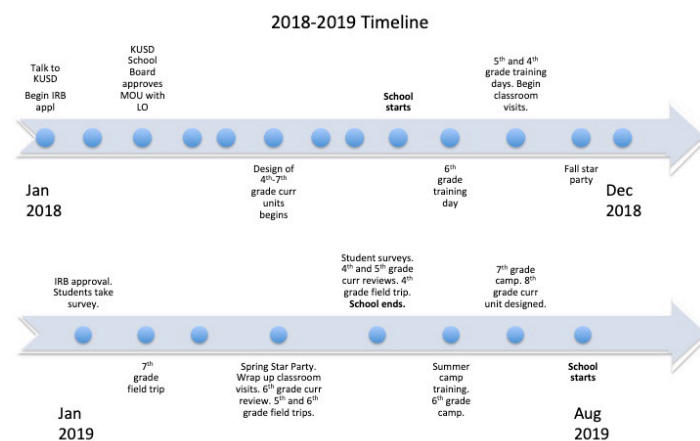 2018-2019 Timeline
Talk to
KUSD
Begin IRB
appl
KUSD
School
Board
approves
MOU with
LO
School
starts
5th and 4th
grade training
days. Begin
classroom
visits.
Design of
4th-7th
grade curr
units
begins
6th
grade
training
day
Fall star
party
Jan
2018
Dec
2018
IRB approval.
Students take
survey.
Student surveys.
4th and 5th grade
curr reviews. 4th
grade field trip.
School ends.
7th grade
camp. 8th
grade curr
unit designed.
7th
grade
field trip
Spring Star Party.
Wrap up classroom
visits. 6th grade curr
review. 5th and 6th
grade field trips.
Summer
camp
training.
6th grade
camp.
School
starts
Jan
2019
Aug
2019